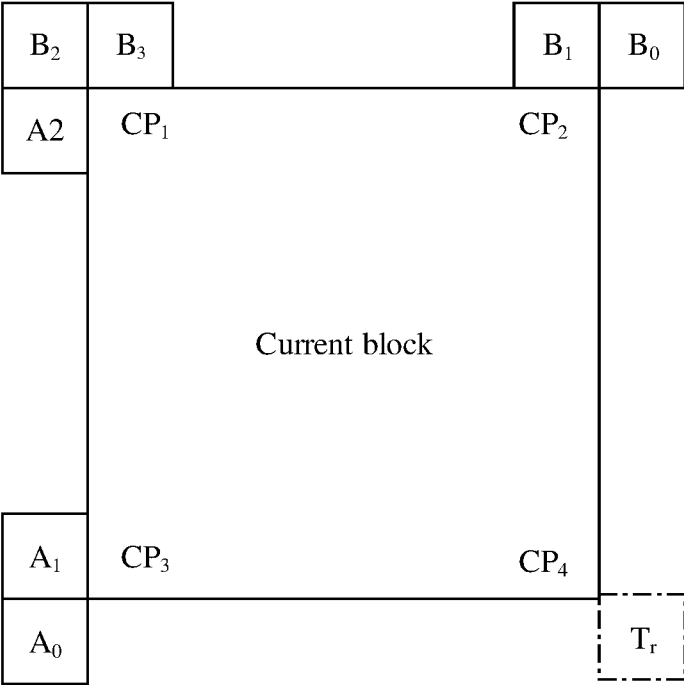 B₂ B₃ B₁ B₀
A2 CP₁ CP₂
Current block
A₁ CP₃ CP₄
A₀ Tᵣ